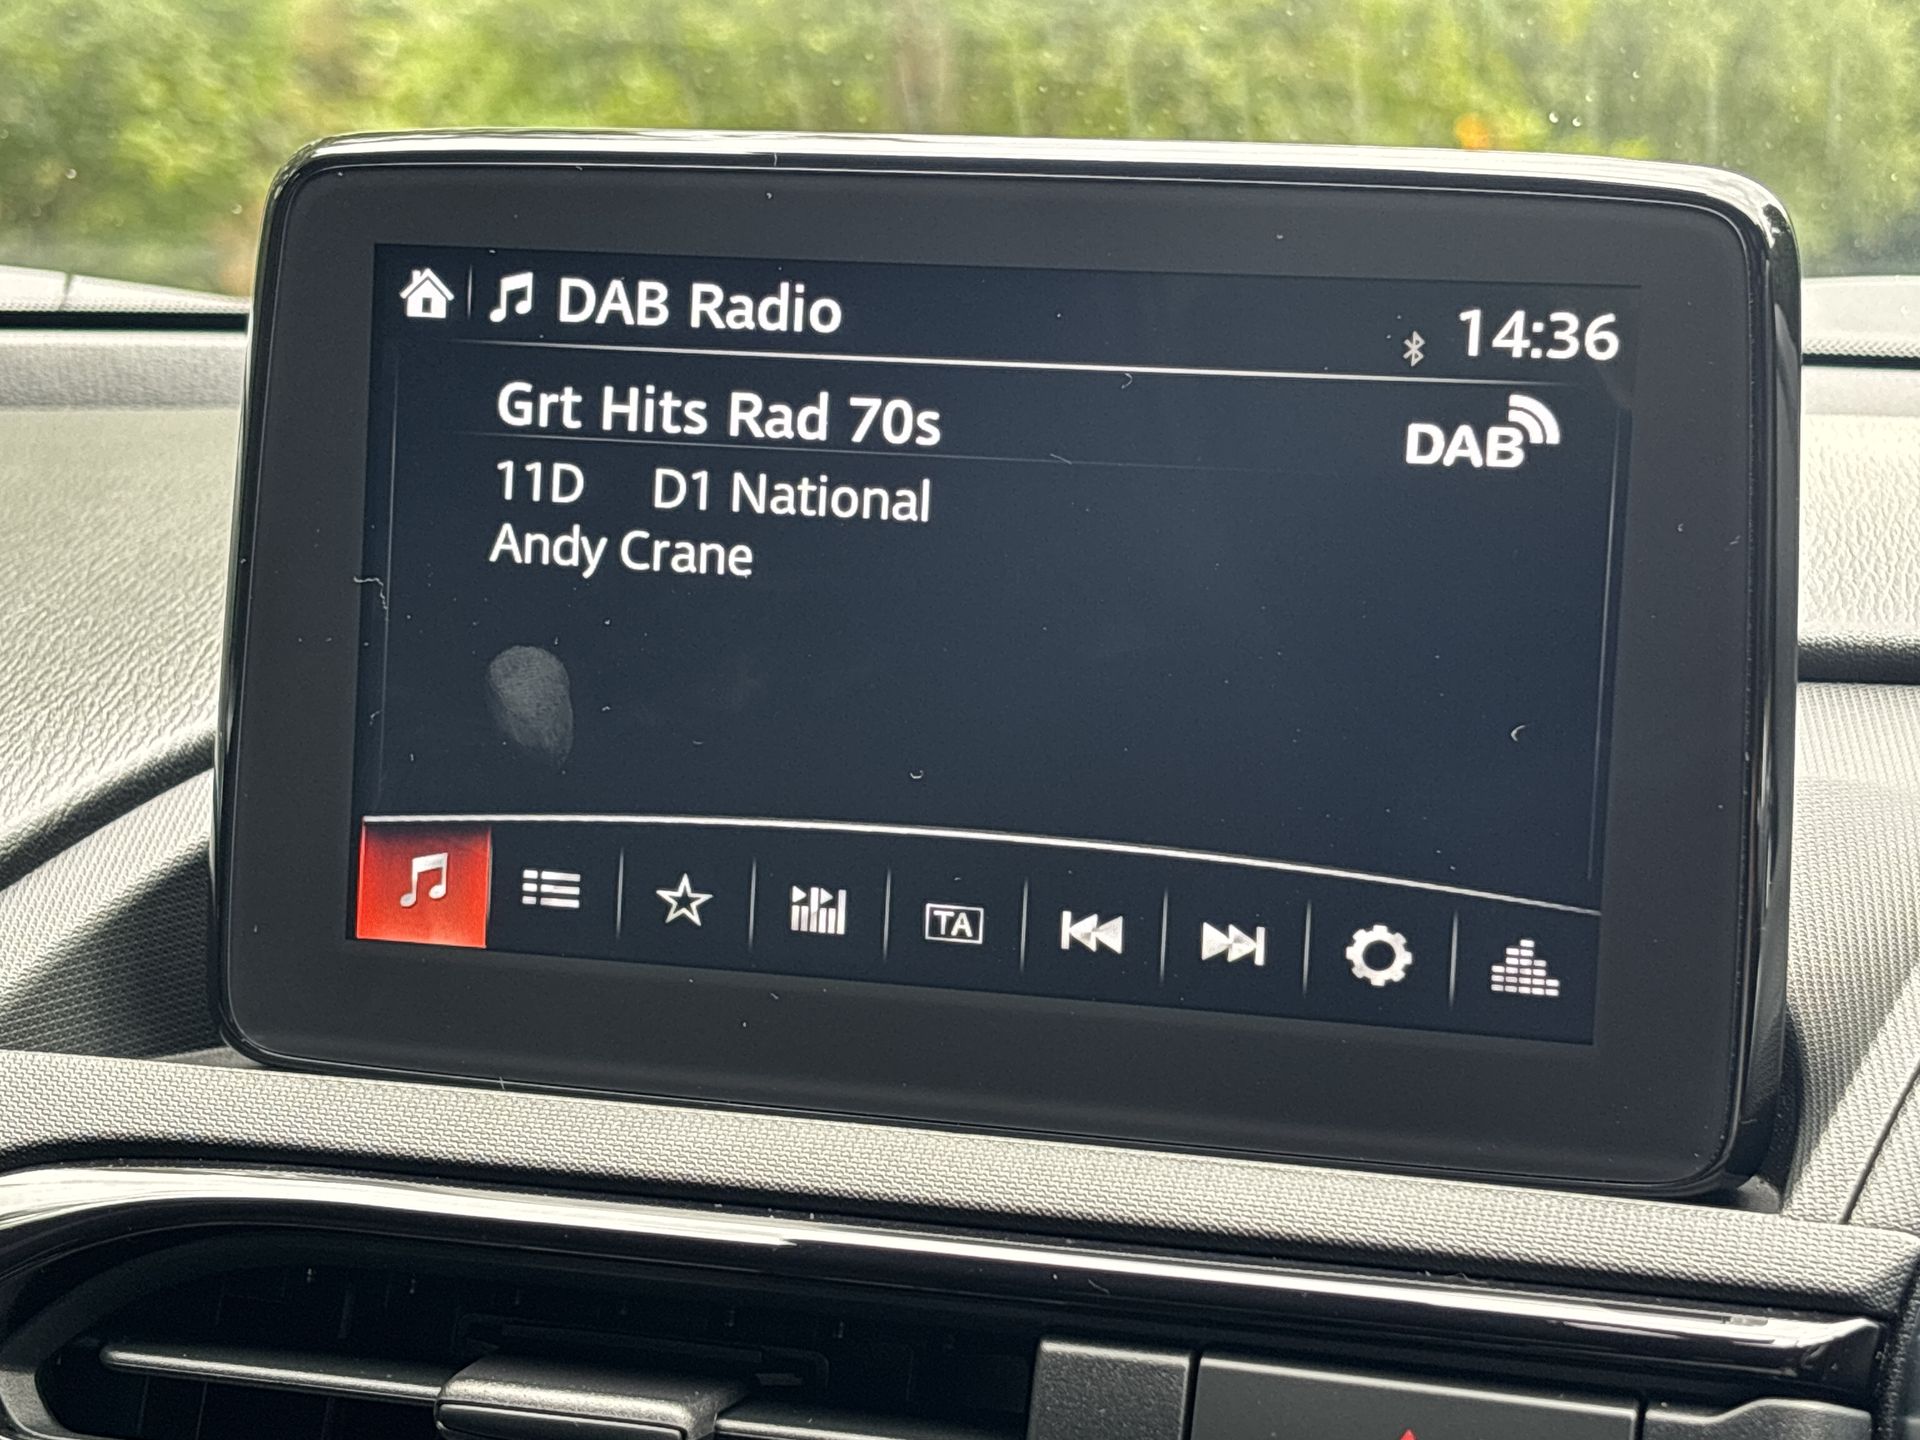 DAB Radio
14:36
Grt Hits Rad 70s
DAB
11D D1 National
Andy Crane
TA